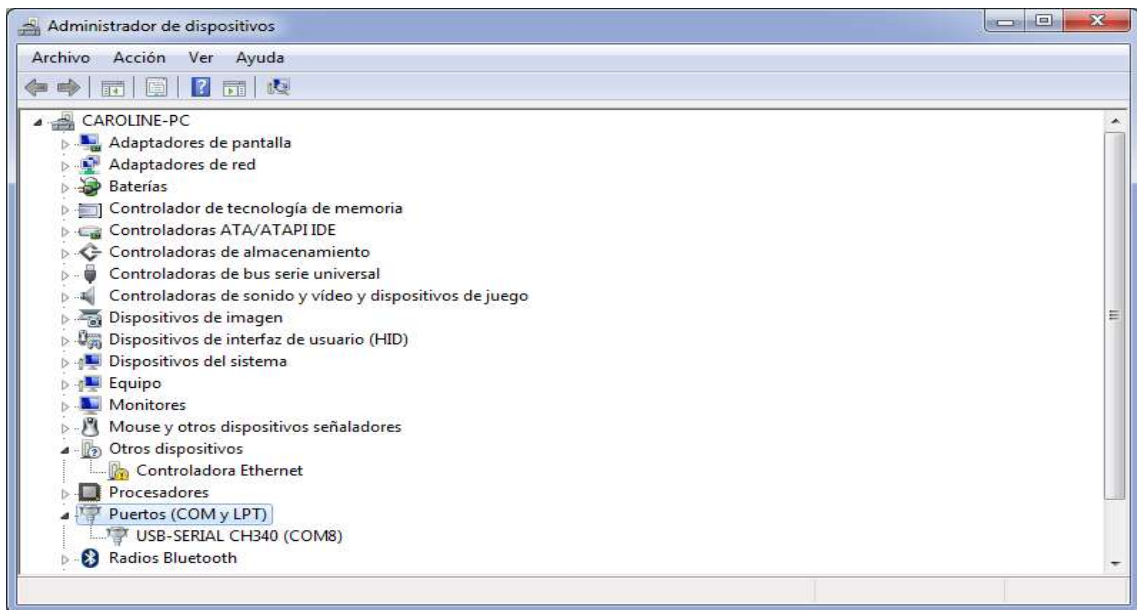 Administrador de dispositivos
Archivo Acción Ver Ayuda
CAROLINE-PC
Adaptadores de pantalla
Adaptadores de red
Baterías
Controlador de tecnología de memoria
Controladoras ATA/ATAPI IDE
Controladoras de almacenamiento
Controladoras de bus serie universal
Controladoras de sonido y vídeo y dispositivos de juego
Dispositivos de imagen
Dispositivos de interfaz de usuario (HID)
Dispositivos del sistema
Equipo
Monitores
Mouse y otros dispositivos señaladores
Otros dispositivos
Controladora Ethernet
Procesadores
Puertos (COM y LPT)
USB-SERIAL CH340 (COM8)
Radios Bluetooth